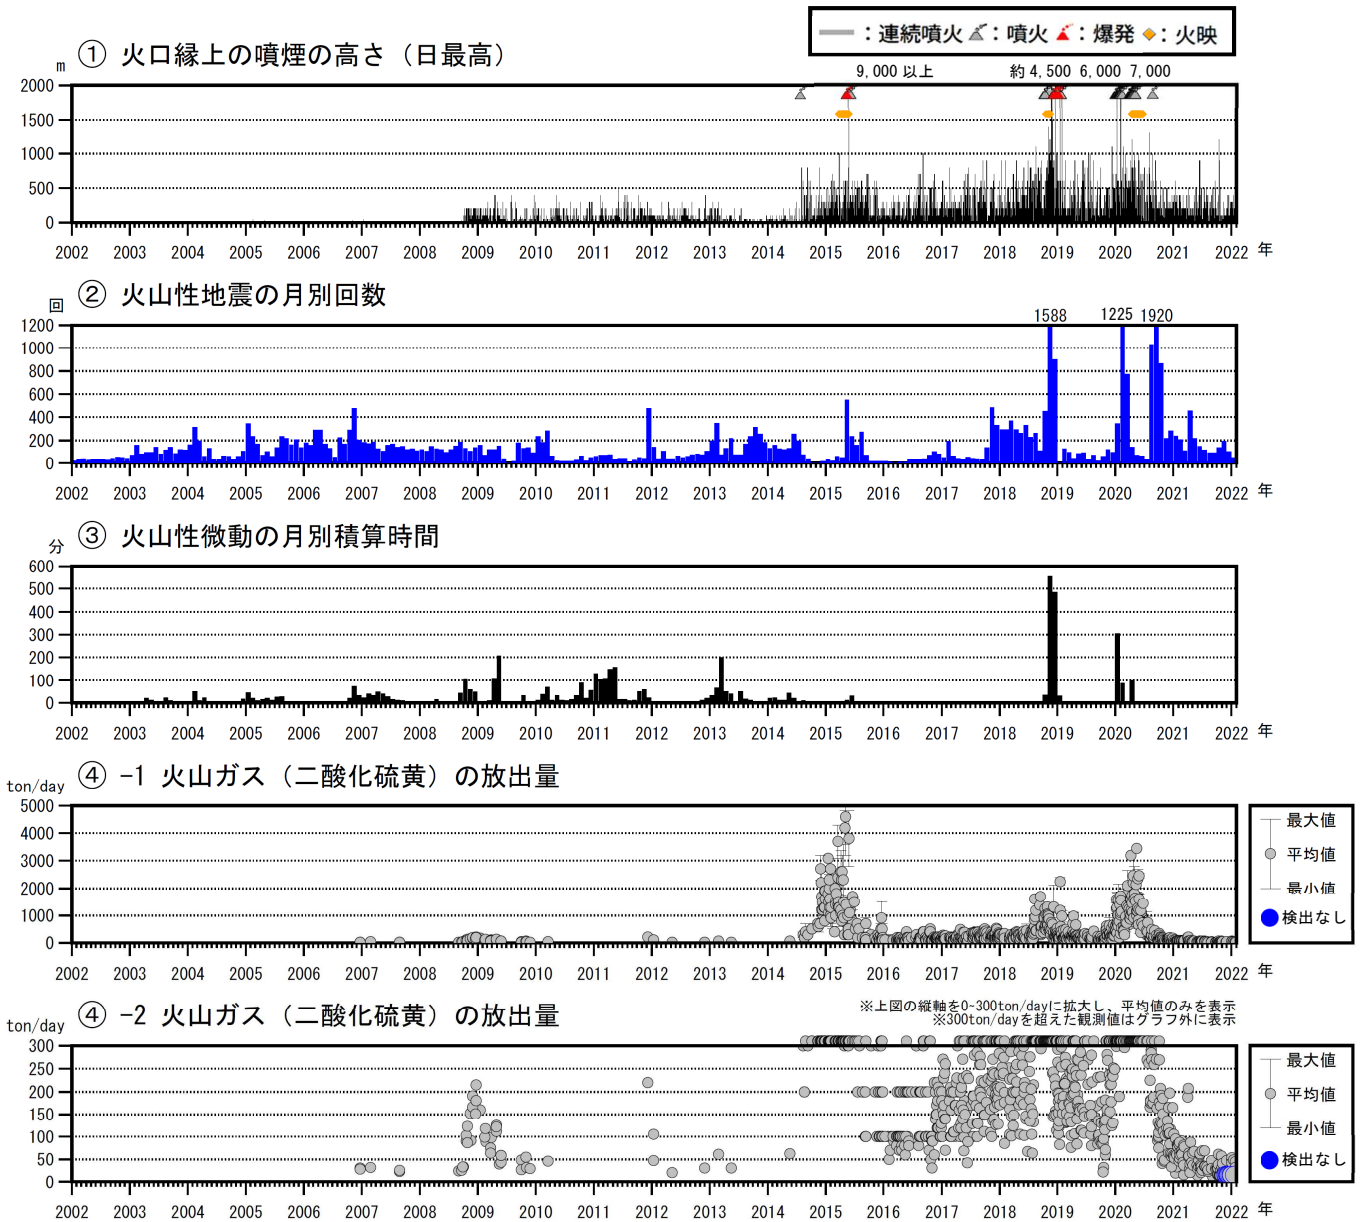 ━：連続噴火 ：噴火 ：爆発 ◆：火映
① 火口縁上の噴煙の高さ（日最高）
m
9,000 以上 約 4,500 6,000 7,000
2000
1500
1000
500
0
2002 2003 2004 2005 2006 2007 2008 2009 2010 2011 2012 2013 2014 2015 2016 2017 2018 2019 2020 2021 2022 年
② 火山性地震の月別回数
回
1588 1225 1920
1200
1000
800
600
400
200
0
2002 2003 2004 2005 2006 2007 2008 2009 2010 2011 2012 2013 2014 2015 2016 2017 2018 2019 2020 2021 2022 年
③ 火山性微動の月別積算時間
分
600
500
400
300
200
100
0
2002 2003 2004 2005 2006 2007 2008 2009 2010 2011 2012 2013 2014 2015 2016 2017 2018 2019 2020 2021 2022 年
④ -1 火山ガス（二酸化硫黄）の放出量
ton/day
5000
4000
3000
2000
1000
0
2002 2003 2004 2005 2006 2007 2008 2009 2010 2011 2012 2013 2014 2015 2016 2017 2018 2019 2020 2021 2022 年
最大値
平均値
最小値
検出なし
④ -2 火山ガス（二酸化硫黄）の放出量
※上図の縦軸を0~300ton/dayに拡大し、平均値のみを表示
※300ton/dayを超えた観測値はグラフ外に表示
ton/day
300
250
200
150
100
50
0
2002 2003 2004 2005 2006 2007 2008 2009 2010 2011 2012 2013 2014 2015 2016 2017 2018 2019 2020 2021 2022 年
最大値
平均値
最小値
検出なし